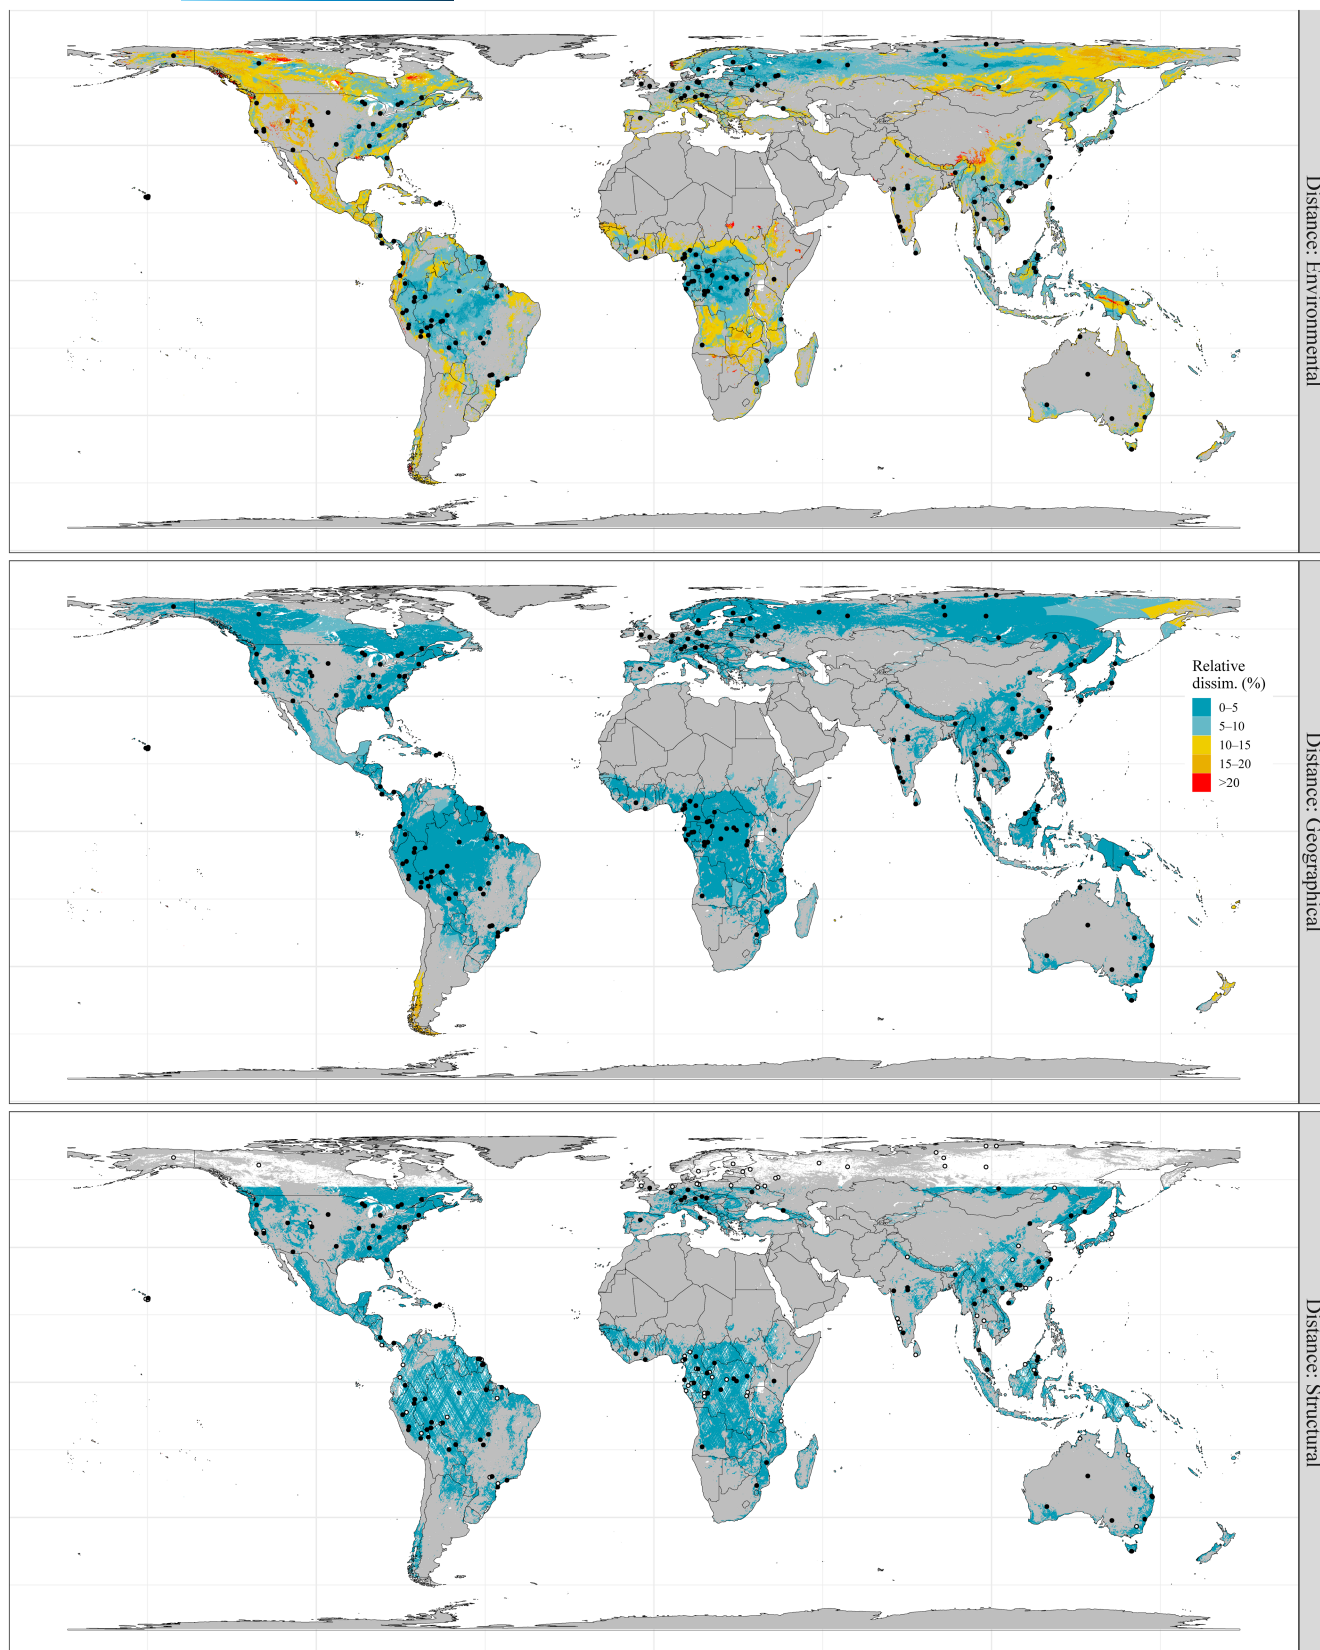 Distance: Environmental
Distance: Geographical
Relative
dissim. (%)
0–5
5–10
10–15
15–20
>20
Distance: Structural